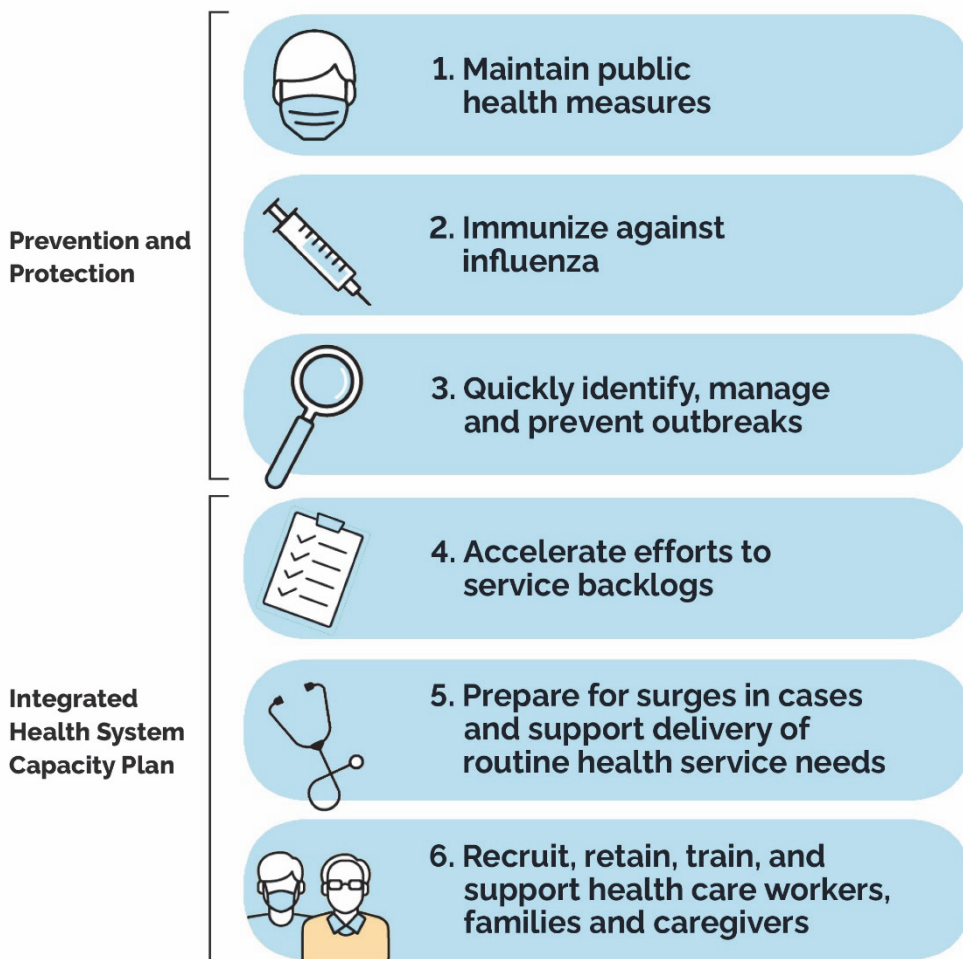 Prevention and
Protection
1. Maintain public
health measures
2. Immunize against
influenza
3. Quickly identify, manage
and prevent outbreaks
Integrated
Health System
Capacity Plan
4. Accelerate efforts to
service backlogs
5. Prepare for surges in cases
and support delivery of
routine health service needs
6. Recruit, retain, train, and
support health care workers,
families and caregivers